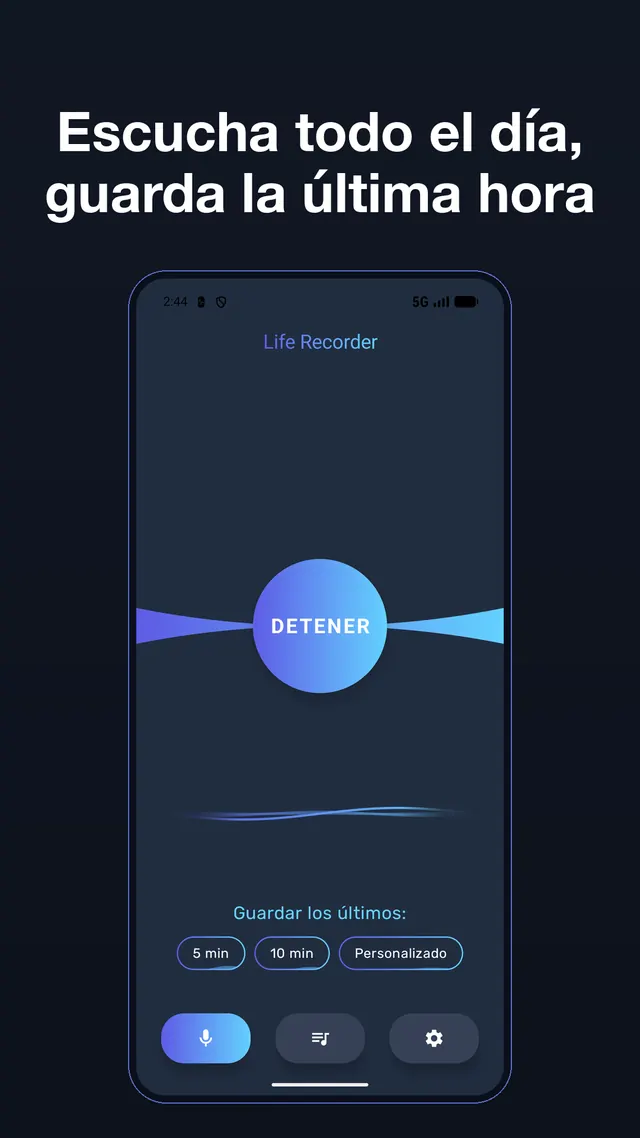 Escucha todo el día,
guarda la última hora
2:44
5G
Life Recorder
DETENER
Guardar los últimos:
5 min
10 min
Personalizado